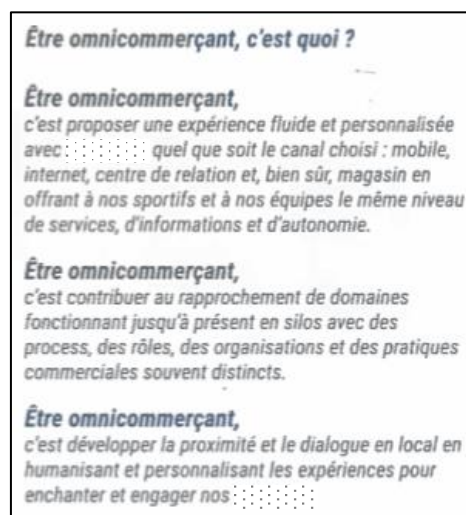 Être omnicommerçant, c'est quoi ?
Être omnicommerçant,
c'est proposer une expérience fluide et personnalisée
avec quel que soit le canal choisi : mobile,
internet, centre de relation et, bien sûr, magasin en
offrant à nos sportifs et à nos équipes le même niveau
de services, d'informations et d'autonomie.
Être omnicommerçant,
c'est contribuer au rapprochement de domaines
fonctionnant jusqu'à présent en silos avec des
process, des rôles, des organisations et des pratiques
commerciales souvent distincts.
Être omnicommerçant,
c'est développer la proximité et le dialogue en local en
humanisant et personnalisant les expériences pour
enchanter et engager nos